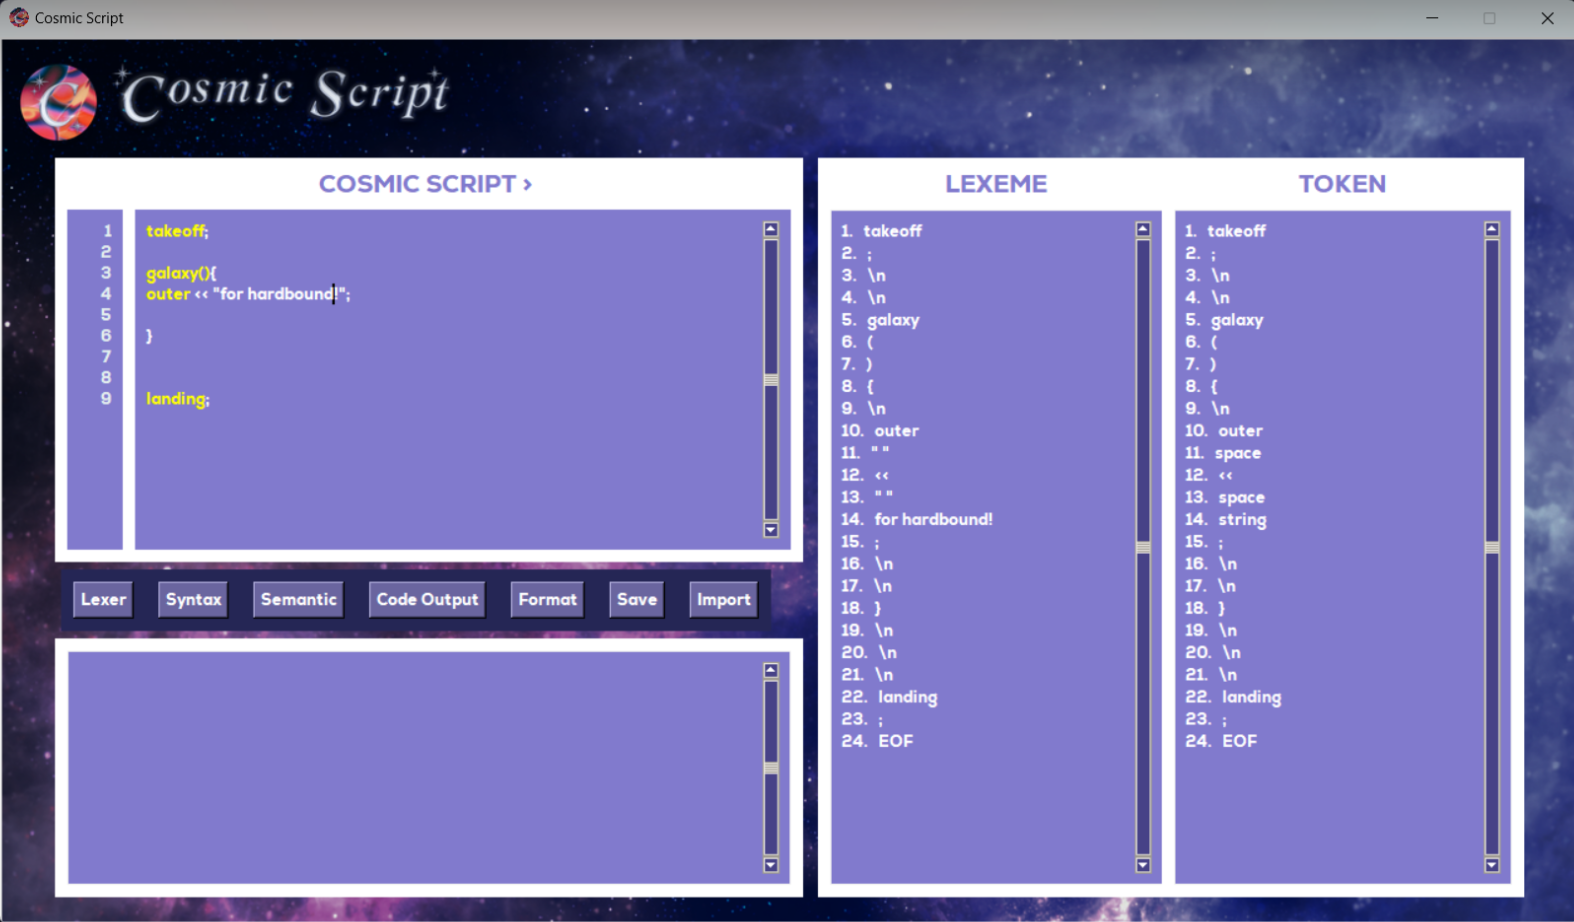 Cosmic Script
Cosmic Script
COSMIC SCRIPT >
1 takeoff;
2
3 galaxy(){
4 outer << "for hardbound!";
5
6 }
7
8
9 landing;
Lexer Syntax Semantic Code Output Format Save Import
LEXEME
1. takeoff
2. ;
3. \n
4. \n
5. galaxy
6. (
7. )
8. {
9. \n
10. outer
11. " "
12. <<
13. " "
14. for hardbound!
15. ;
16. \n
17. \n
18. }
19. \n
20. \n
21. \n
22. landing
23. ;
24. EOF
TOKEN
1. takeoff
2. ;
3. \n
4. \n
5. galaxy
6. (
7. )
8. {
9. \n
10. outer
11. space
12. <<
13. space
14. string
15. ;
16. \n
17. \n
18. }
19. \n
20. \n
21. \n
22. landing
23. ;
24. EOF